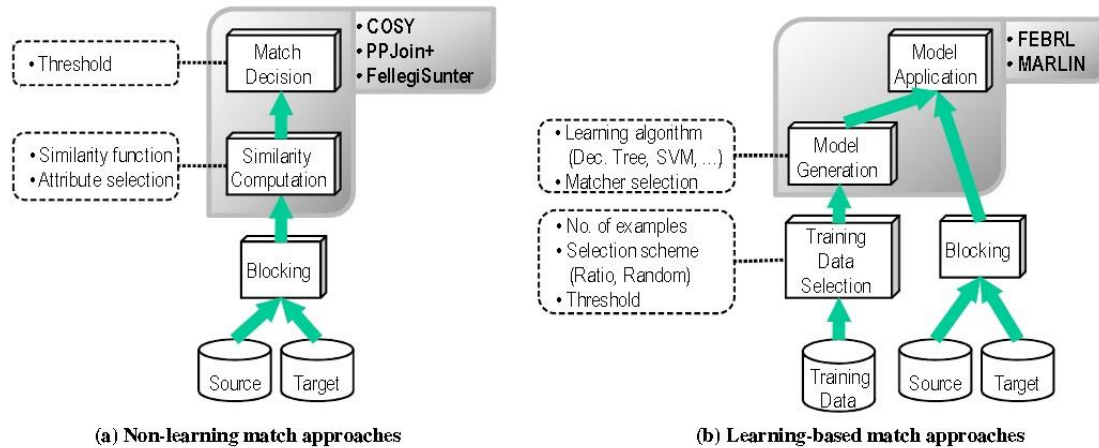 • COSY
• PPJoin+
• FellegiSunter
Match
Decision
• Threshold
• Similarity function
• Attribute selection
Similarity
Computation
Blocking
Source
Target
(a) Non-learning match approaches
• FEBRL
• MARLIN
Model
Application
• Learning algorithm
(Dec. Tree, SVM, ...)
• Matcher selection
Model
Generation
• No. of examples
• Selection scheme
(Ratio, Random)
• Threshold
Training
Data
Selection
Blocking
Training
Data
Source
Target
(b) Learning-based match approaches